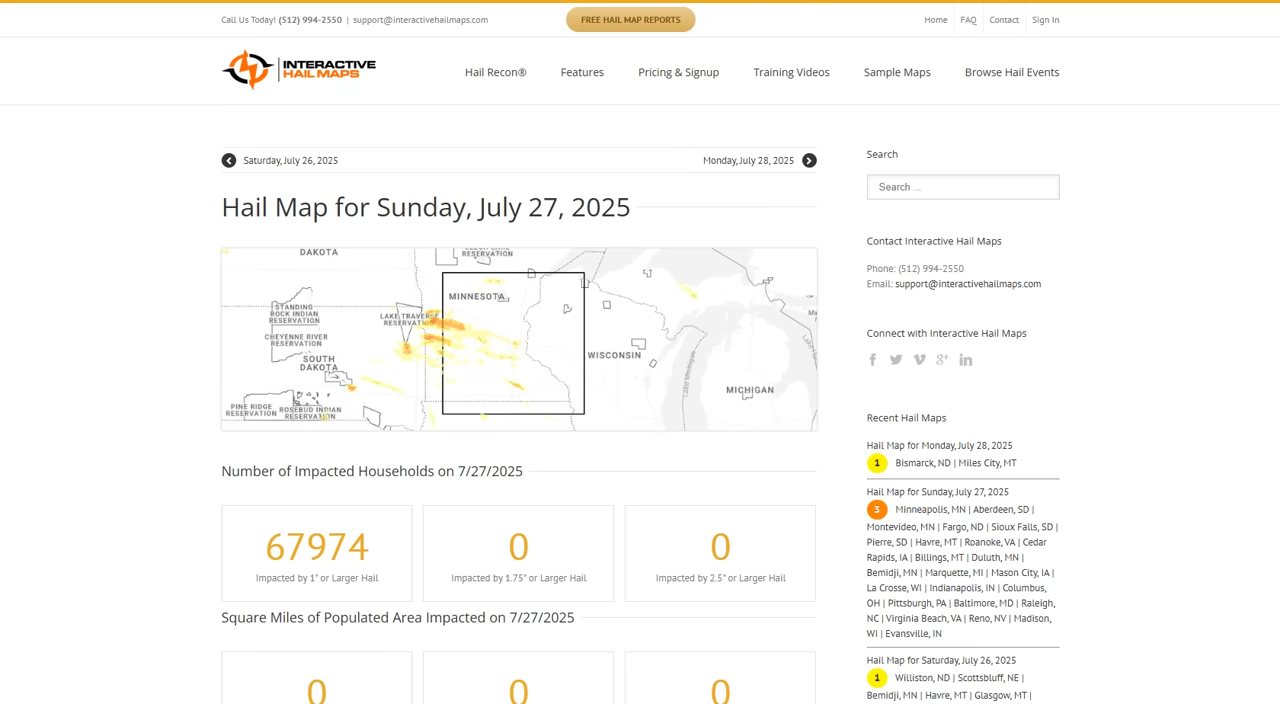 Call Us Today! (512) 994-2550 | support@interactivehailmaps.com
FREE HAIL MAP REPORTS
Home
FAQ
Contact
Sign In
INTERACTIVE
HAIL MAPS
Hail Recon®
Features
Pricing & Signup
Training Videos
Sample Maps
Browse Hail Events
Saturday, July 26, 2025
Monday, July 28, 2025
Hail Map for Sunday, July 27, 2025
DAKOTA
RESERVATION
MINNESOTA
STANDING
ROCK INDIAN
RESERVATION
LAKE TRAVERSE
RESERVATION
CHEYENNE RIVER
RESERVATION
SOUTH
DAKOTA
WISCONSIN
Lake Michigan
MICHIGAN
PINE RIDGE
RESERVATION
ROSEBUD INDIAN
RESERVATION
Number of Impacted Households on 7/27/2025
67974
Impacted by 1" or Larger Hail
0
Impacted by 1.75" or Larger Hail
0
Impacted by 2.5" or Larger Hail
Square Miles of Populated Area Impacted on 7/27/2025
0
0
0
Search
Search ...
Contact Interactive Hail Maps
Phone: (512) 994-2550
Email: support@interactivehailmaps.com
Connect with Interactive Hail Maps
Recent Hail Maps
Hail Map for Monday, July 28, 2025
1 Bismarck, ND | Miles City, MT
Hail Map for Sunday, July 27, 2025
3 Minneapolis, MN | Aberdeen, SD |
Montevideo, MN | Fargo, ND | Sioux Falls, SD |
Pierre, SD | Havre, MT | Roanoke, VA | Cedar
Rapids, IA | Billings, MT | Duluth, MN |
Bemidji, MN | Marquette, MI | Mason City, IA |
La Crosse, WI | Indianapolis, IN | Columbus,
OH | Pittsburgh, PA | Baltimore, MD | Raleigh,
NC | Virginia Beach, VA | Reno, NV | Madison,
WI | Evansville, IN
Hail Map for Saturday, July 26, 2025
1 Williston, ND | Scottsbluff, NE |
Bemidji, MN | Havre, MT | Glasgow, MT |